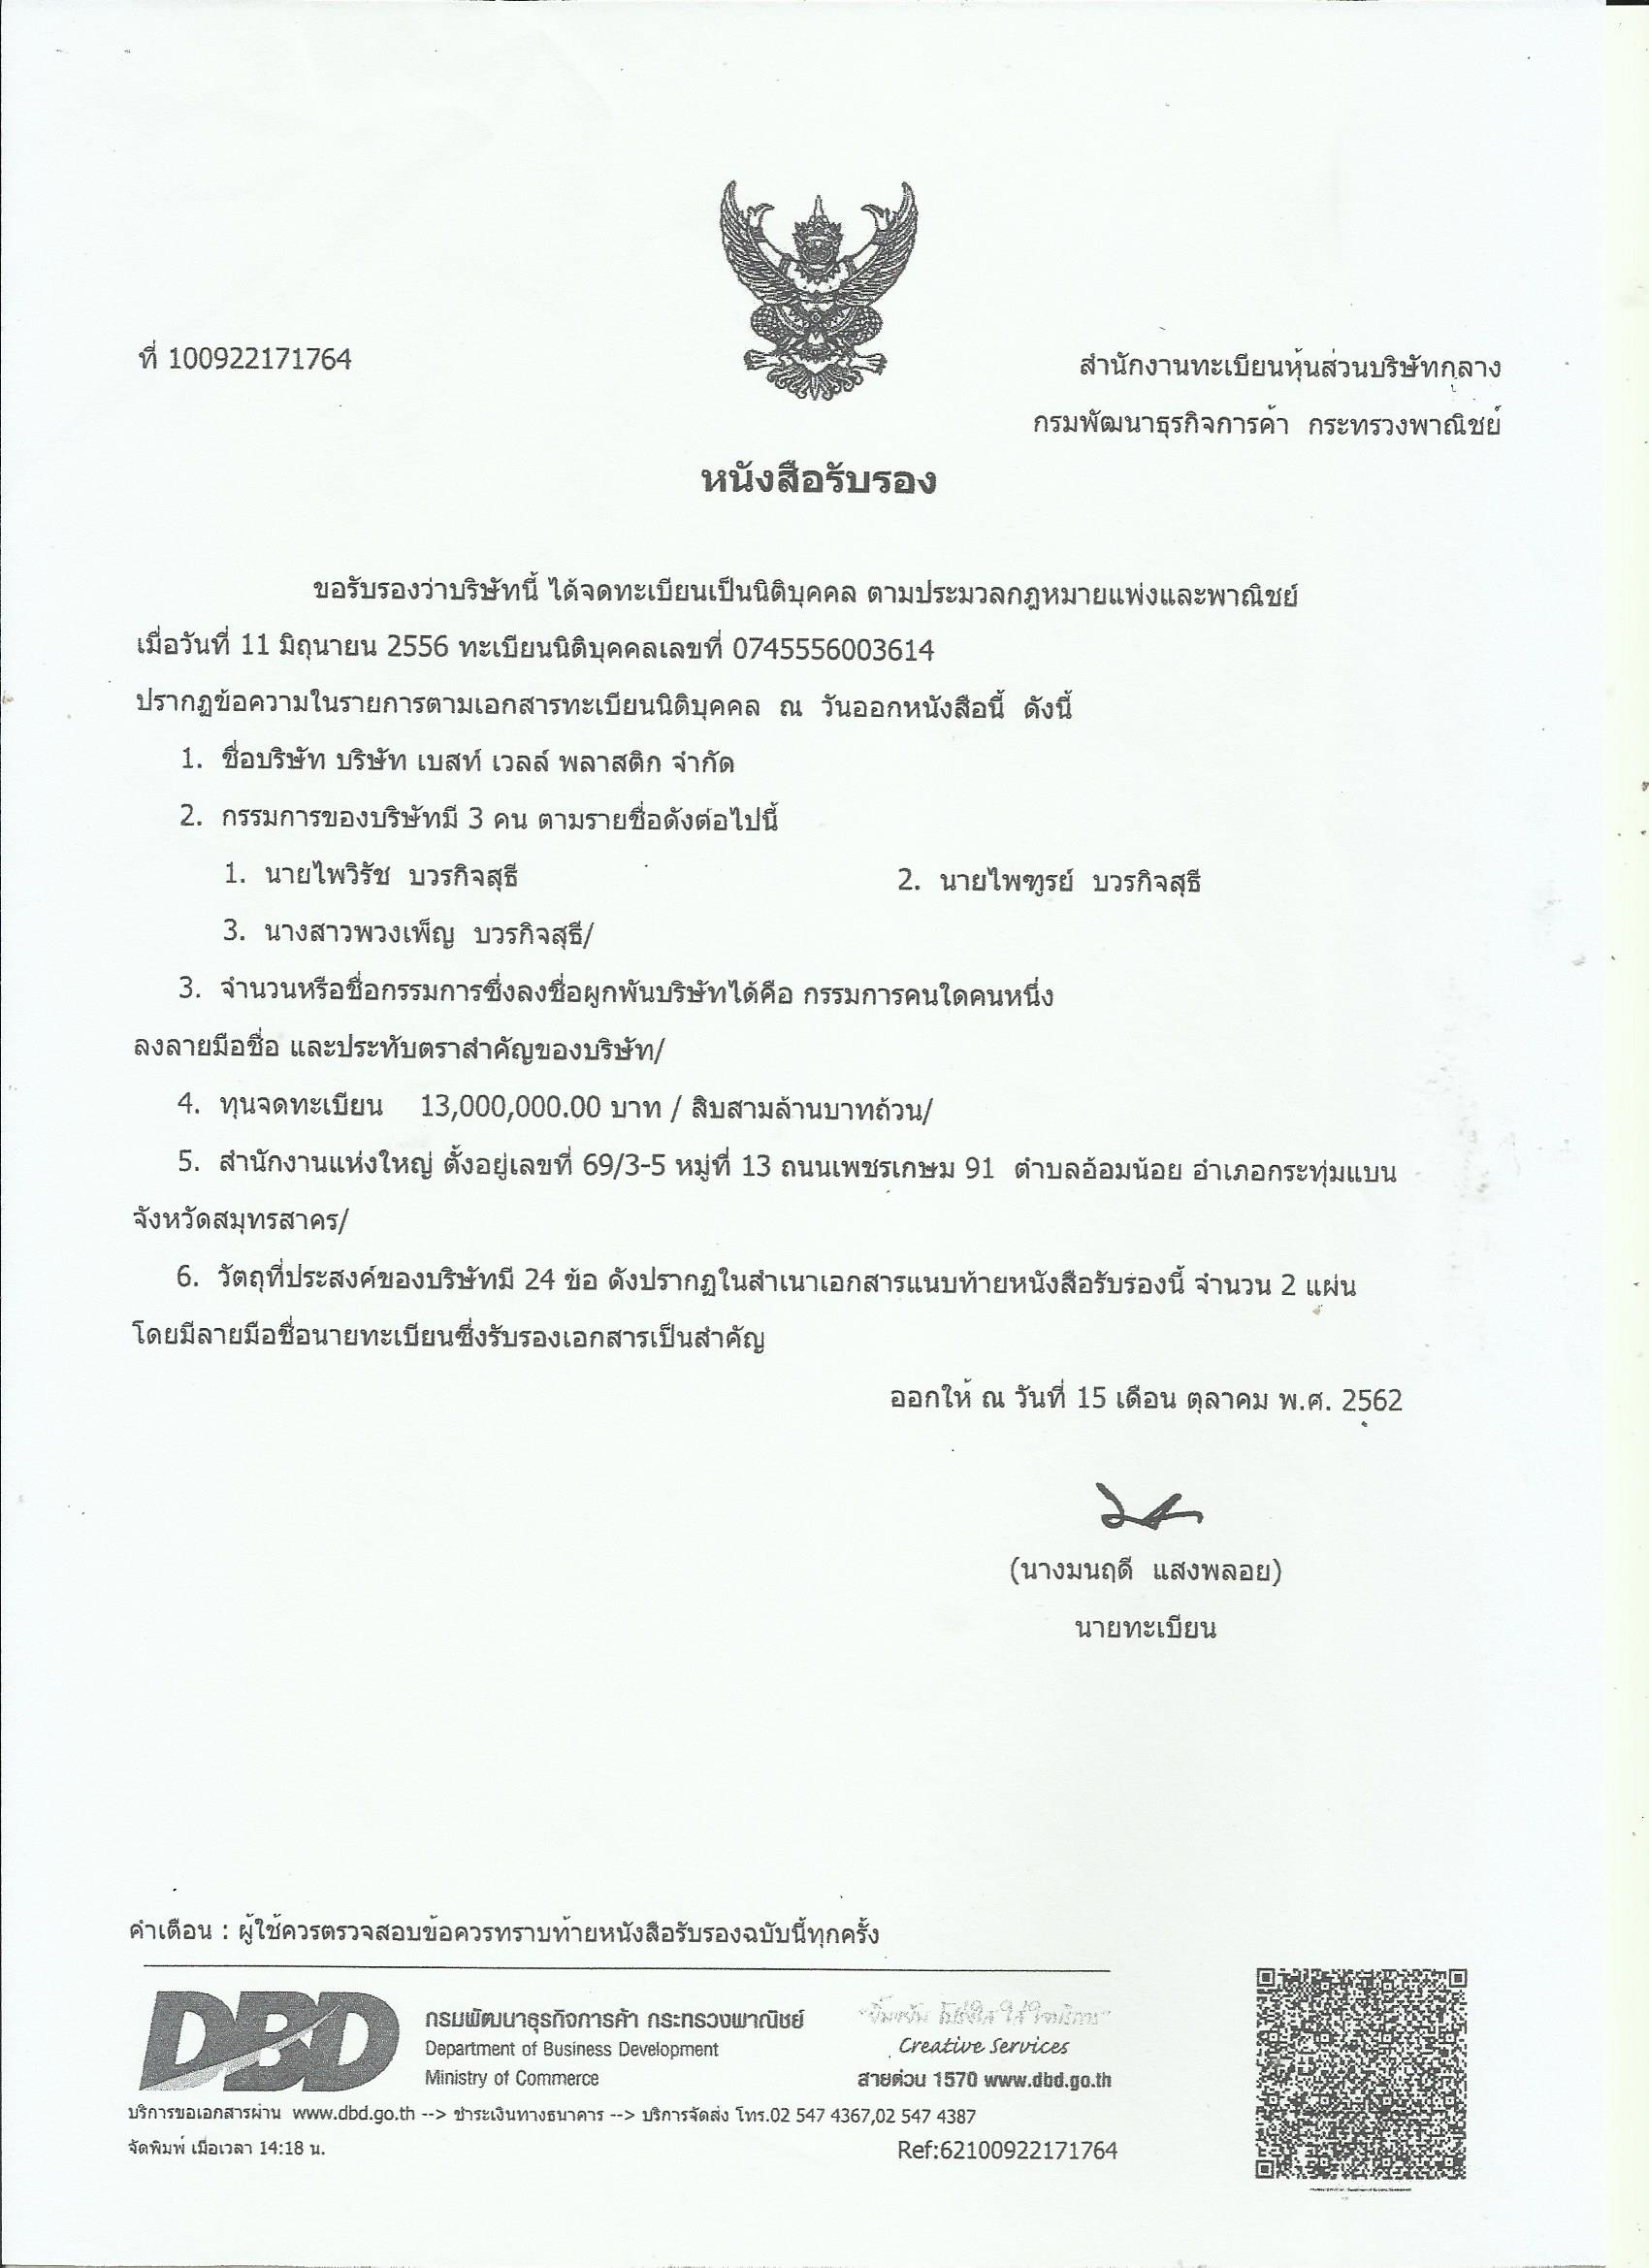 ที่ 100922171764
สำนักงานทะเบียนหุ้นส่วนบริษัทกลาง
กรมพัฒนาธุรกิจการค้า กระทรวงพาณิชย์
หนังสือรับรอง
ขอรับรองว่าบริษัทนี้ ได้จดทะเบียนเป็นนิติบุคคล ตามประมวลกฎหมายแพ่งและพาณิชย์
เมื่อวันที่ 11 มิถุนายน 2556 ทะเบียนนิติบุคคลเลขที่ 0745556003614
ปรากฏข้อความในรายการตามเอกสารทะเบียนนิติบุคคล ณ วันออกหนังสือนี้ ดังนี้
1. ชื่อบริษัท บริษัท เบสท์ เวลล์ พลาสติก จำกัด
2. กรรมการของบริษัทมี 3 คน ตามรายชื่อดังต่อไปนี้
1. นายไพวิรัช บวรกิจสุธี 2. นายไพฑูรย์ บวรกิจสุธี
3. นางสาวพวงเพ็ญ บวรกิจสุธี/
3. จำนวนหรือชื่อกรรมการซึ่งลงชื่อผูกพันบริษัทได้คือ กรรมการคนใดคนหนึ่ง
ลงลายมือชื่อ และประทับตราสำคัญของบริษัท/
4. ทุนจดทะเบียน 13,000,000.00 บาท / สิบสามล้านบาทถ้วน/
5. สำนักงานแห่งใหญ่ ตั้งอยู่เลขที่ 69/3-5 หมู่ที่ 13 ถนนเพชรเกษม 91 ตำบลอ้อมน้อย อำเภอกระทุ่มแบน
จังหวัดสมุทรสาคร/
6. วัตถุที่ประสงค์ของบริษัทมี 24 ข้อ ดังปรากฏในสำเนาเอกสารแนบท้ายหนังสือรับรองนี้ จำนวน 2 แผ่น
โดยมีลายมือชื่อนายทะเบียนซึ่งรับรองเอกสารเป็นสำคัญ
ออกให้ ณ วันที่ 15 เดือน ตุลาคม พ.ศ. 2562
(นางมนฤดี แสงพลอย)
นายทะเบียน
คำเตือน : ผู้ใช้ควรตรวจสอบข้อควรทราบท้ายหนังสือรับรองฉบับนี้ทุกครั้ง
DBD
กรมพัฒนาธุรกิจการค้า กระทรวงพาณิชย์
Department of Business Development
Ministry of Commerce
Creative Services
สายด่วน 1570 www.dbd.go.th
บริการขอเอกสารผ่าน www.dbd.go.th --> ชำระเงินทางธนาคาร --> บริการจัดส่ง โทร.02 547 4367,02 547 4387
จัดพิมพ์ เมื่อเวลา 14:18 น.
Ref:62100922171764